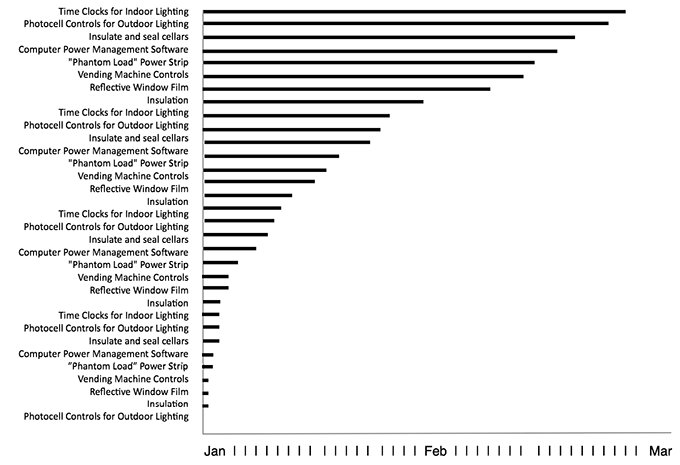 Time Clocks for Indoor Lighting
Photocell Controls for Outdoor Lighting
Insulate and seal cellars
Computer Power Management Software
"Phantom Load" Power Strip
Vending Machine Controls
Reflective Window Film
Insulation
Time Clocks for Indoor Lighting
Photocell Controls for Outdoor Lighting
Insulate and seal cellars
Computer Power Management Software
"Phantom Load" Power Strip
Vending Machine Controls
Reflective Window Film
Insulation
Time Clocks for Indoor Lighting
Photocell Controls for Outdoor Lighting
Insulate and seal cellars
Computer Power Management Software
"Phantom Load" Power Strip
Vending Machine Controls
Reflective Window Film
Insulation
Time Clocks for Indoor Lighting
Photocell Controls for Outdoor Lighting
Insulate and seal cellars
Computer Power Management Software
"Phantom Load" Power Strip
Vending Machine Controls
Reflective Window Film
Insulation
Photocell Controls for Outdoor Lighting
Jan Feb Mar